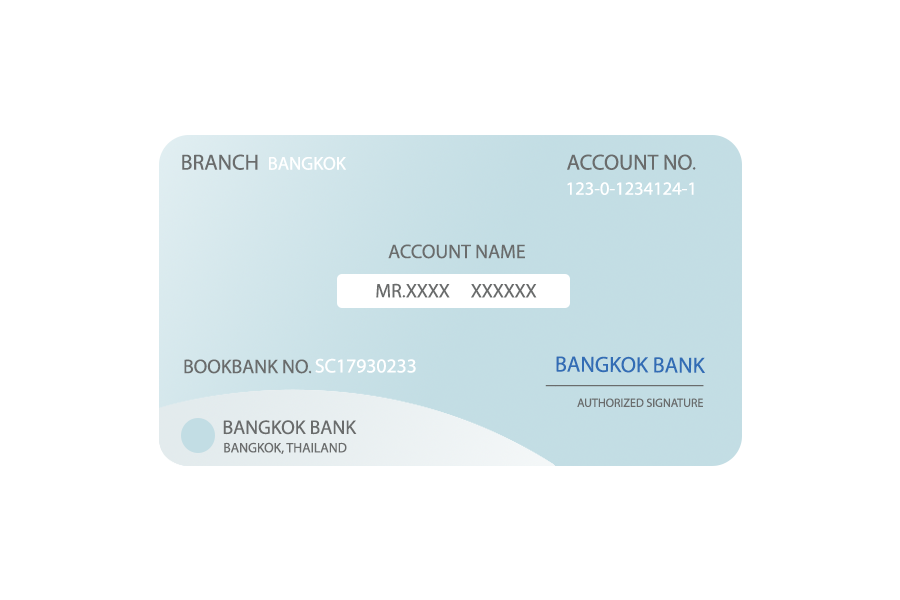 BRANCH BANGKOK
ACCOUNT NO.
123-0-1234124-1
ACCOUNT NAME
MR.XXXX XXXXXX
BOOKBANK NO. SC17930233
BANGKOK BANK
AUTHORIZED SIGNATURE
BANGKOK BANK
BANGKOK, THAILAND